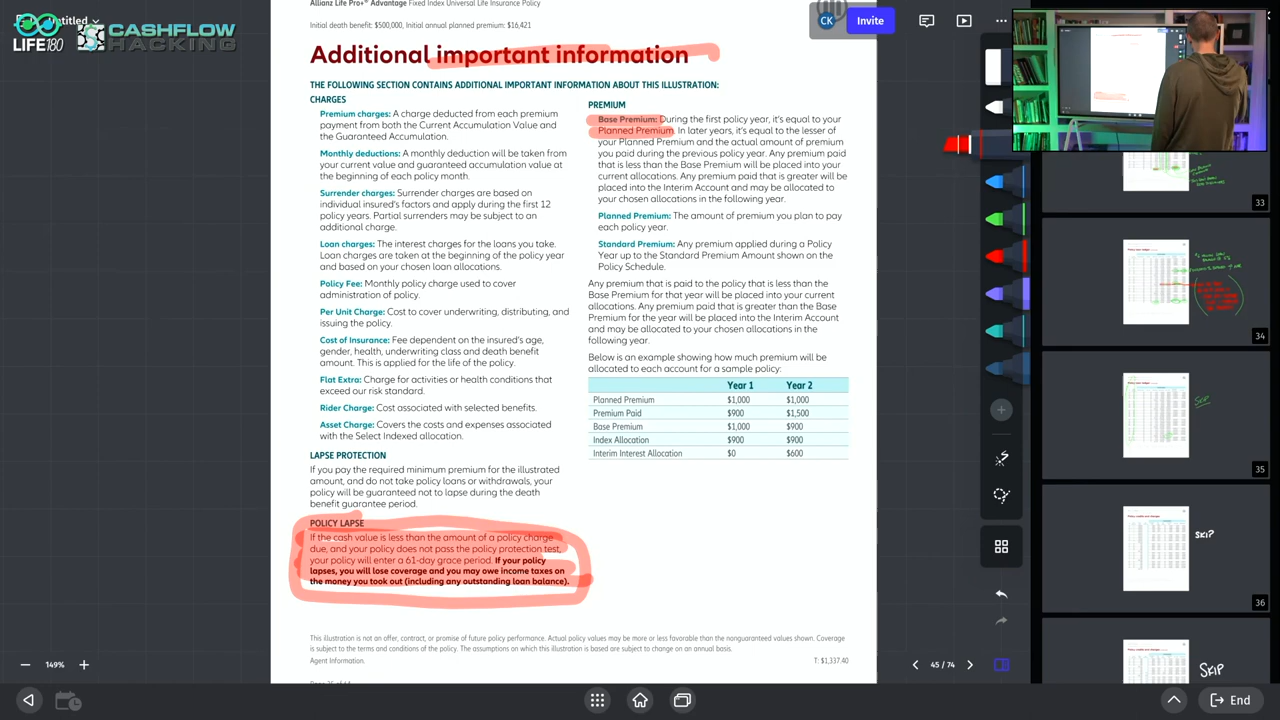 Allianz Life Pro+® Advantage Fixed Index Universal Life Insurance Policy
Initial death benefit: $500,000, Initial annual planned premium: $16,421
CK
Invite
LIFE180
CASHFLOW
HACKING
Additional important information
THE FOLLOWING SECTION CONTAINS ADDITIONAL IMPORTANT INFORMATION ABOUT THIS ILLUSTRATION:
CHARGES
Premium charges: A charge deducted from each premium
payment from both the Current Accumulation Value and
the Guaranteed Accumulation.
Monthly deductions: A monthly deduction will be taken from
your current value and guaranteed accumulation value at
the beginning of each policy month.
Surrender charges: Surrender charges are based on
individual insured's factors and apply during the first 12
policy years. Partial surrenders may be subject to an
additional charge.
Loan charges: The interest charges for the loans you take.
Loan charges are taken at the beginning of the policy year
and based on your chosen loan allocations.
Policy Fee: Monthly policy charge used to cover
administration of policy.
Per Unit Charge: Cost to cover underwriting, distributing, and
issuing the policy.
Cost of Insurance: Fee dependent on the insured's age,
gender, health, underwriting class and death benefit
amount. This is applied for the life of the policy.
Flat Extra: Charge for activities or health conditions that
exceed our risk standard.
Rider Charge: Cost associated with selected benefits.
Asset Charge: Covers the costs and expenses associated
with the Select Indexed allocation.
LAPSE PROTECTION
If you pay the required minimum premium for the illustrated
amount, and do not take policy loans or withdrawals, your
policy will be guaranteed not to lapse during the death
benefit guarantee period.
POLICY LAPSE
If the cash value is less than the amount of a policy charge
due, and your policy does not pass the policy protection test,
your policy will enter a 61-day grace period. If your policy
lapses, you will lose coverage and you may owe income taxes on
the money you took out (including any outstanding loan balance).
PREMIUM
Base Premium: During the first policy year, it's equal to your
Planned Premium. In later years, it's equal to the lesser of
your Planned Premium and the actual amount of premium
you paid during the previous policy year. Any premium paid
that is less than the Base Premium will be placed into your
current allocations. Any premium paid that is greater will be
placed into the Interim Account and may be allocated to
your chosen allocations in the following year.
Planned Premium: The amount of premium you plan to pay
each policy year.
Standard Premium: Any premium applied during a Policy
Year up to the Standard Premium Amount shown on the
Policy Schedule.
Any premium that is paid to the policy that is less than the
Base Premium for that year will be placed into your current
allocations. Any premium paid that is greater than the Base
Premium for the year will be placed into the Interim Account
and may be allocated to your chosen allocations in the
following year.
Below is an example showing how much premium will be
allocated to each account for a sample policy:
Year 1 Year 2
Planned Premium $1,000 $1,000
Premium Paid $900 $1,500
Base Premium $1,000 $900
Index Allocation $900 $900
Interim Interest Allocation $0 $600
This illustration is not an offer, contract, or promise of future policy performance. Actual policy values may be more or less favorable than the nonguaranteed values shown. Coverage
is subject to the terms and conditions of the policy. The assumptions on which this illustration is based are subject to change on an annual basis.
Agent Information.
T: $1,337.40
33
34
35
SKIP
36
SKIP
149%
45 / 74
End